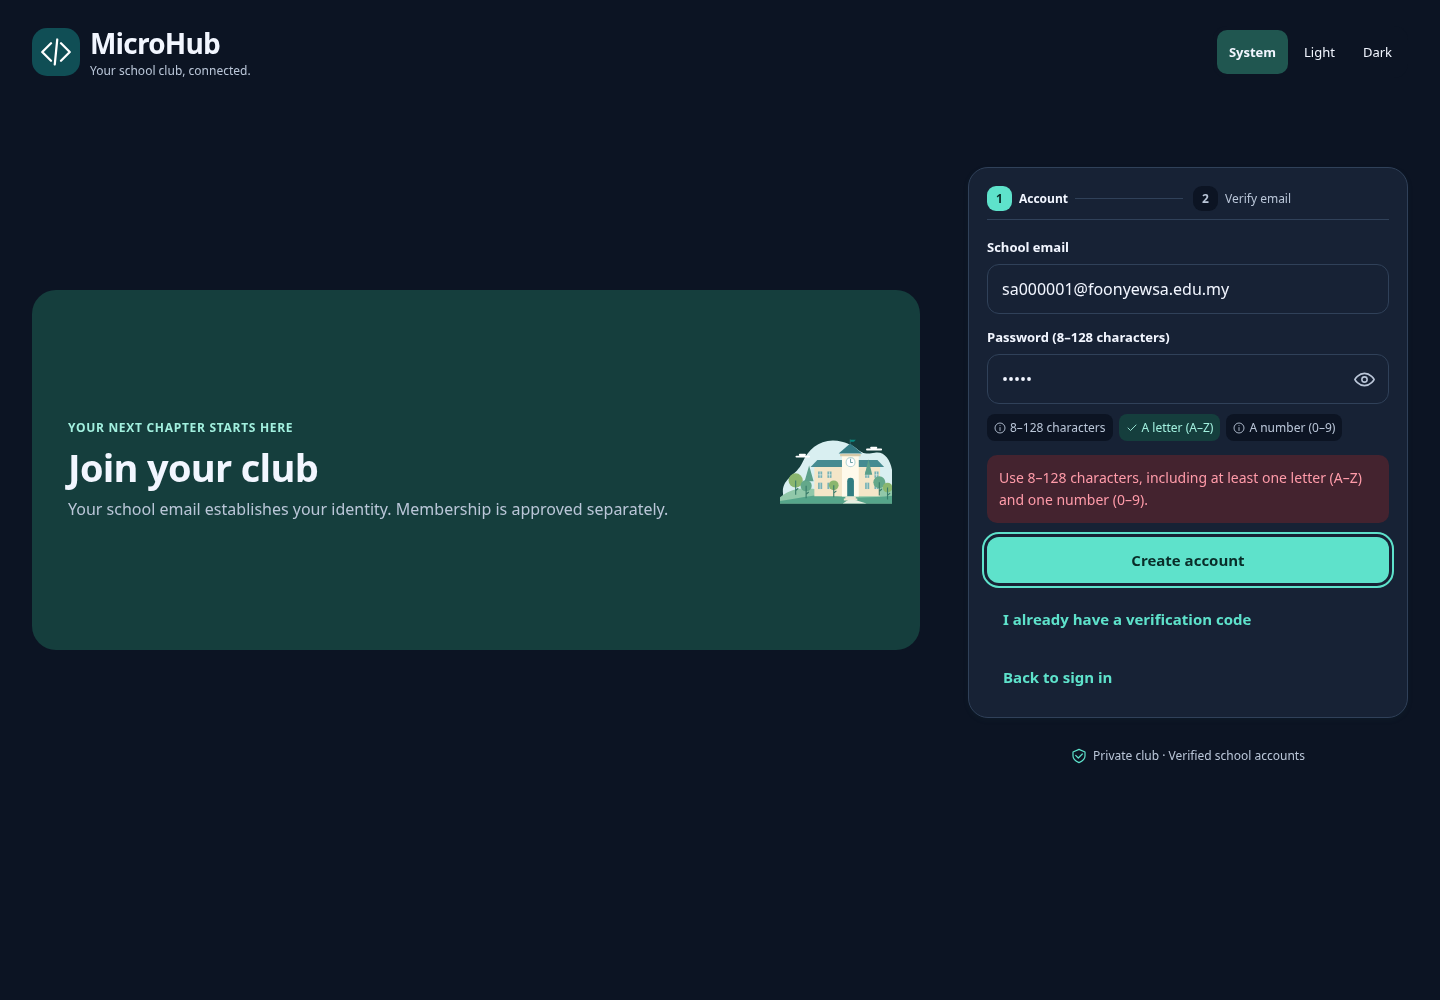 MicroHub
Your school club, connected.
System
Light
Dark
YOUR NEXT CHAPTER STARTS HERE
Join your club
Your school email establishes your identity. Membership is approved separately.
1 Account
2 Verify email
School email
sa000001@foonyewsa.edu.my
Password (8–128 characters)
•••••
8–128 characters
A letter (A–Z)
A number (0–9)
Use 8–128 characters, including at least one letter (A–Z)
and one number (0–9).
Create account
I already have a verification code
Back to sign in
Private club · Verified school accounts